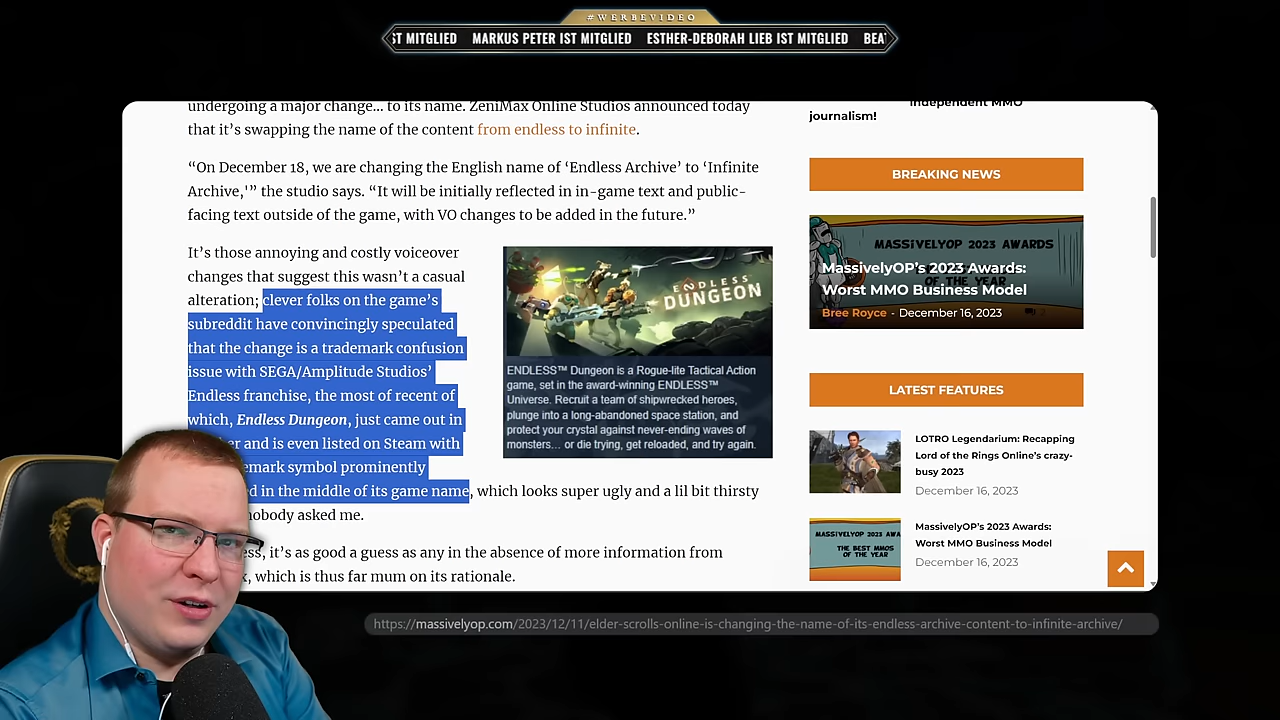 #WERBEVIDEO
ST MITGLIED MARKUS PETER IST MITGLIED ESTHER-DEBORAH LIEB IST MITGLIED BEA
undergoing a major change… to its name. ZeniMax Online Studios announced today
that it’s swapping the name of the content from endless to infinite.
“On December 18, we are changing the English name of ‘Endless Archive’ to ‘Infinite
Archive,'” the studio says. “It will be initially reflected in in-game text and public-
facing text outside of the game, with VO changes to be added in the future.”
It’s those annoying and costly voiceover
changes that suggest this wasn’t a casual
alteration; clever folks on the game’s
subreddit have convincingly speculated
that the change is a trademark confusion
issue with SEGA/Amplitude Studios’
Endless franchise, the most of recent of
which, Endless Dungeon, just came out in
er and is even listed on Steam with
emark symbol prominently
ed in the middle of its game name, which looks super ugly and a lil bit thirsty
nobody asked me.
ess, it’s as good a guess as any in the absence of more information from
x, which is thus far mum on its rationale.
ENDLESS
DUNGEON
ENDLESS™ Dungeon is a Rogue-lite Tactical Action
game, set in the award-winning ENDLESS™
Universe. Recruit a team of shipwrecked heroes,
plunge into a long-abandoned space station, and
protect your crystal against never-ending waves of
monsters... or die trying, get reloaded, and try again.
independent MMO
journalism!
BREAKING NEWS
MASSIVELYOP 2023 AWARDS
OF THE YEAR
MassivelyOP’s 2023 Awards:
Worst MMO Business Model
Bree Royce - December 16, 2023
LATEST FEATURES
LOTRO Legendarium: Recapping
Lord of the Rings Online’s crazy-
busy 2023
December 16, 2023
MASSIVELYOP 2023 AWA
THE BEST MMOS
OF THE YEAR
MassivelyOP’s 2023 Awards:
Worst MMO Business Model
December 16, 2023
https://massivelyop.com/2023/12/11/elder-scrolls-online-is-changing-the-name-of-its-endless-archive-content-to-infinite-archive/